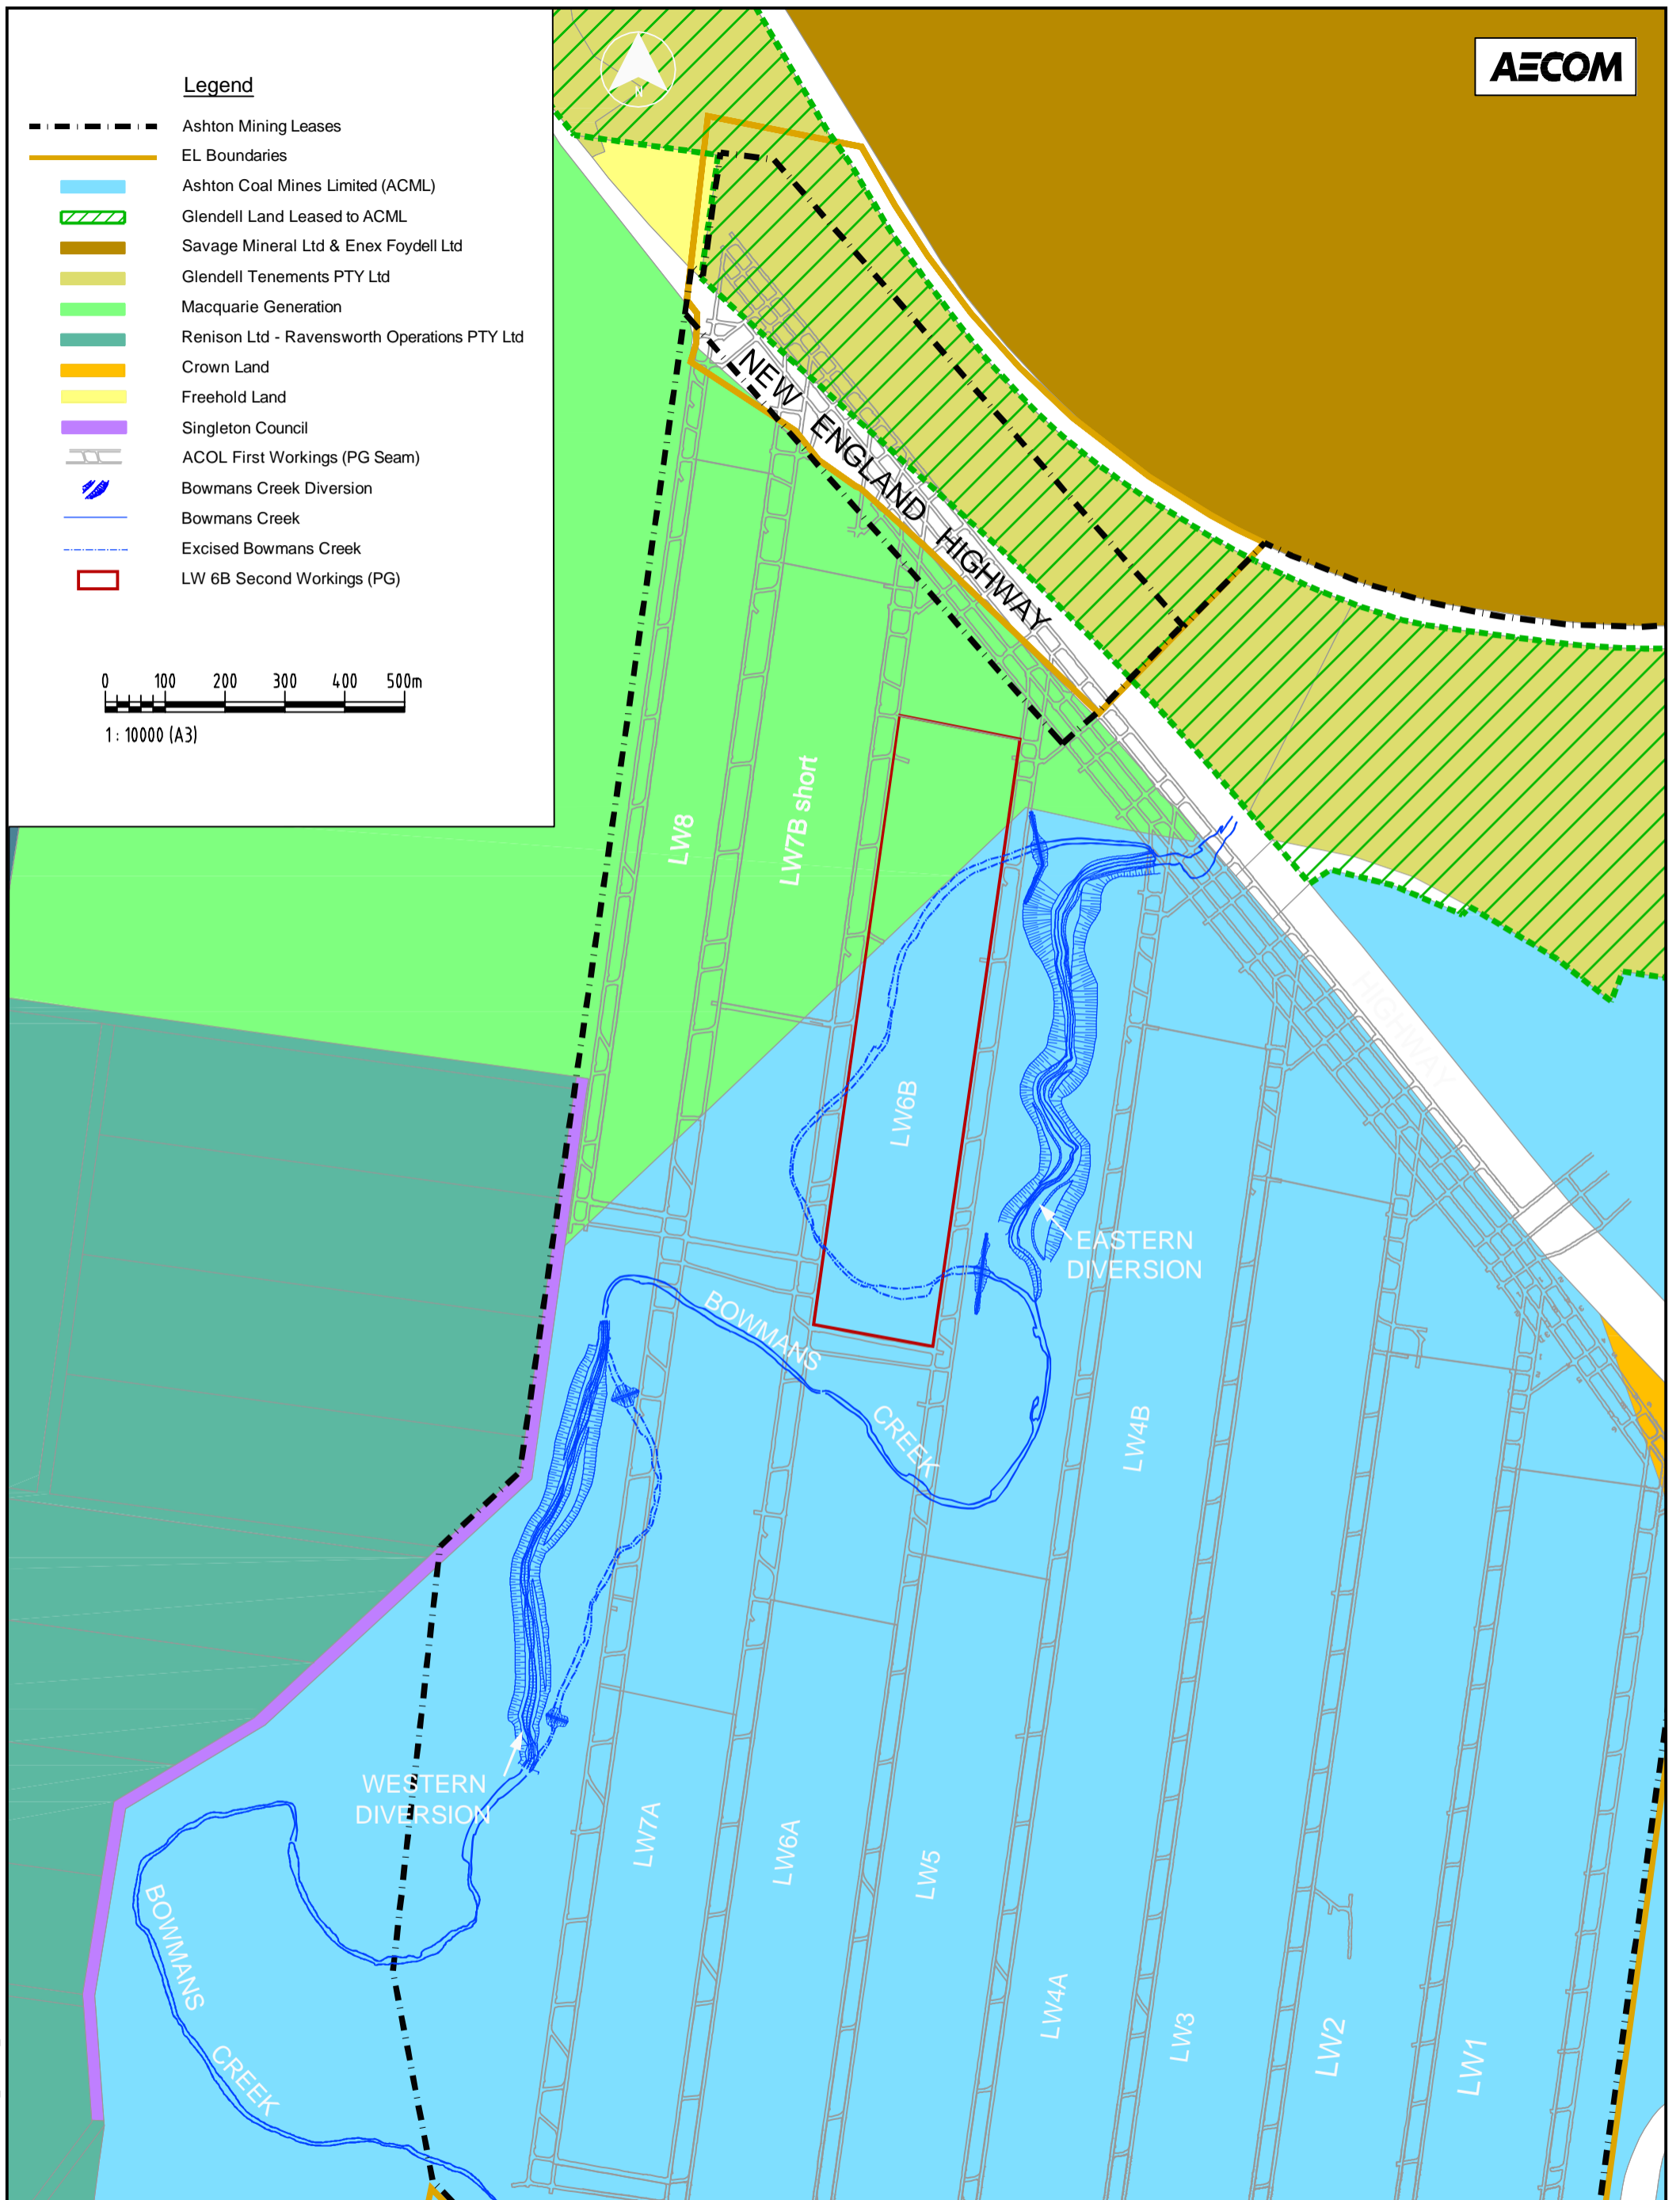 Legend
Ashton Mining Leases
EL Boundaries
Ashton Coal Mines Limited (ACML)
Glendell Land Leased to ACML
Savage Mineral Ltd & Enex Foydell Ltd
Glendell Tenements PTY Ltd
Macquarie Generation
Renison Ltd - Ravensworth Operations PTY Ltd
Crown Land
Freehold Land
Singleton Council
ACOL First Workings (PG Seam)
Bowmans Creek Diversion
Bowmans Creek
Excised Bowmans Creek
LW 6B Second Workings (PG)
0 100 200 300 400 500m
1 : 10000 (A3)
N
AECOM
NEW ENGLAND HIGHWAY
HIGHWAY
LW8
LW7B short
LW6B
EASTERN
DIVERSION
BOWMANS
CREEK
LW4B
WESTERN
DIVERSION
BOWMANS
CREEK
LW7A
LW6A
LW5
LW4A
LW3
LW2
LW1